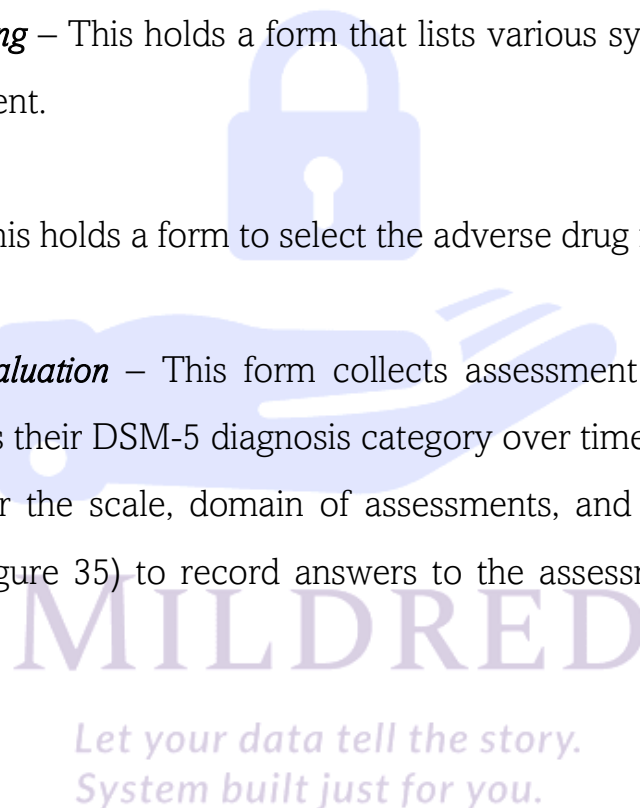 ng – This holds a form that lists various sy
ent.
his holds a form to select the adverse drug
aluation – This form collects assessment
s their DSM-5 diagnosis category over time
r the scale, domain of assessments, and
gure 35) to record answers to the assessm
MILDRED
Let your data tell the story.
System built just for you.